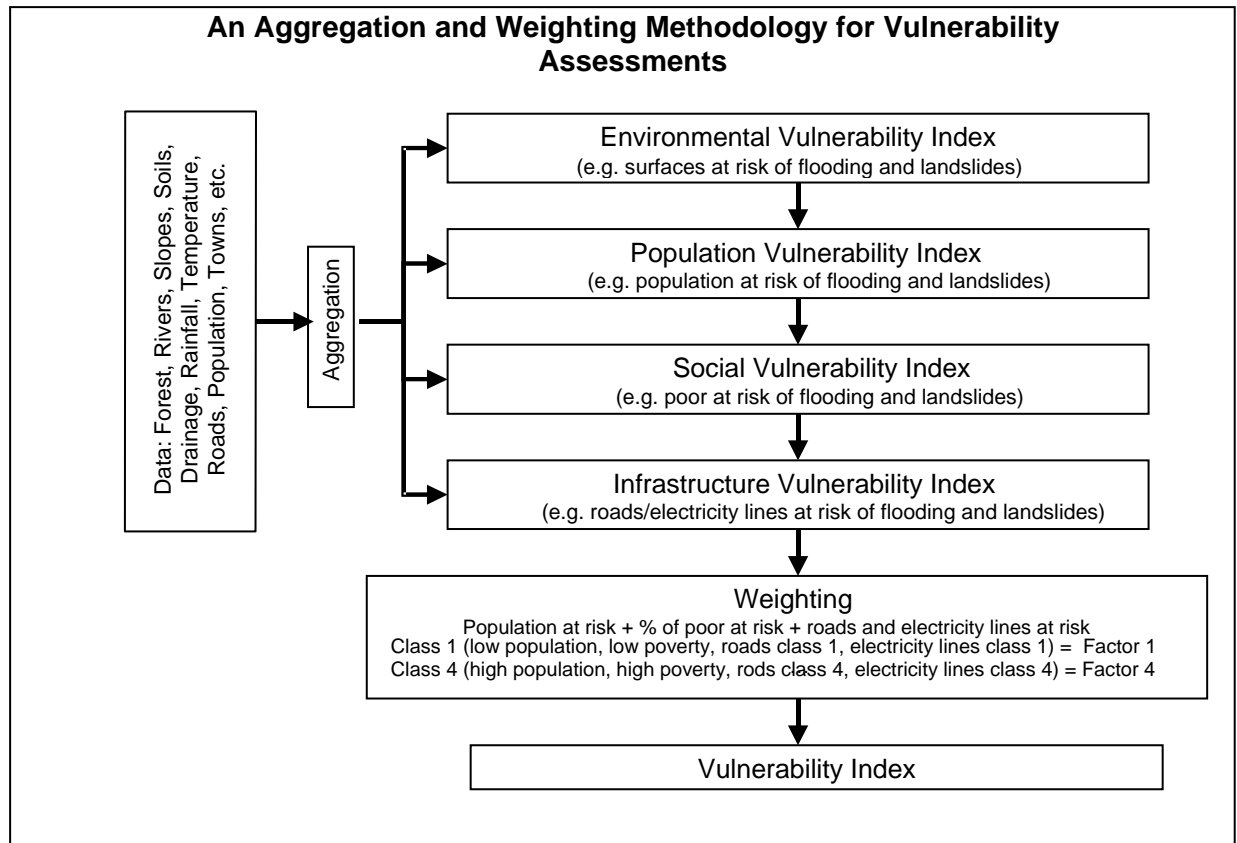 An Aggregation and Weighting Methodology for Vulnerability
Assessments
Data: Forest, Rivers, Slopes, Soils,
Drainage, Rainfall, Temperature,
Roads, Population, Towns, etc.
Aggregation
Environmental Vulnerability Index
(e.g. surfaces at risk of flooding and landslides)
Population Vulnerability Index
(e.g. population at risk of flooding and landslides)
Social Vulnerability Index
(e.g. poor at risk of flooding and landslides)
Infrastructure Vulnerability Index
(e.g. roads/electricity lines at risk of flooding and landslides)
Weighting
Population at risk + % of poor at risk + roads and electricity lines at risk
Class 1 (low population, low poverty, roads class 1, electricity lines class 1) = Factor 1
Class 4 (high population, high poverty, rods class 4, electricity lines class 4) = Factor 4
Vulnerability Index